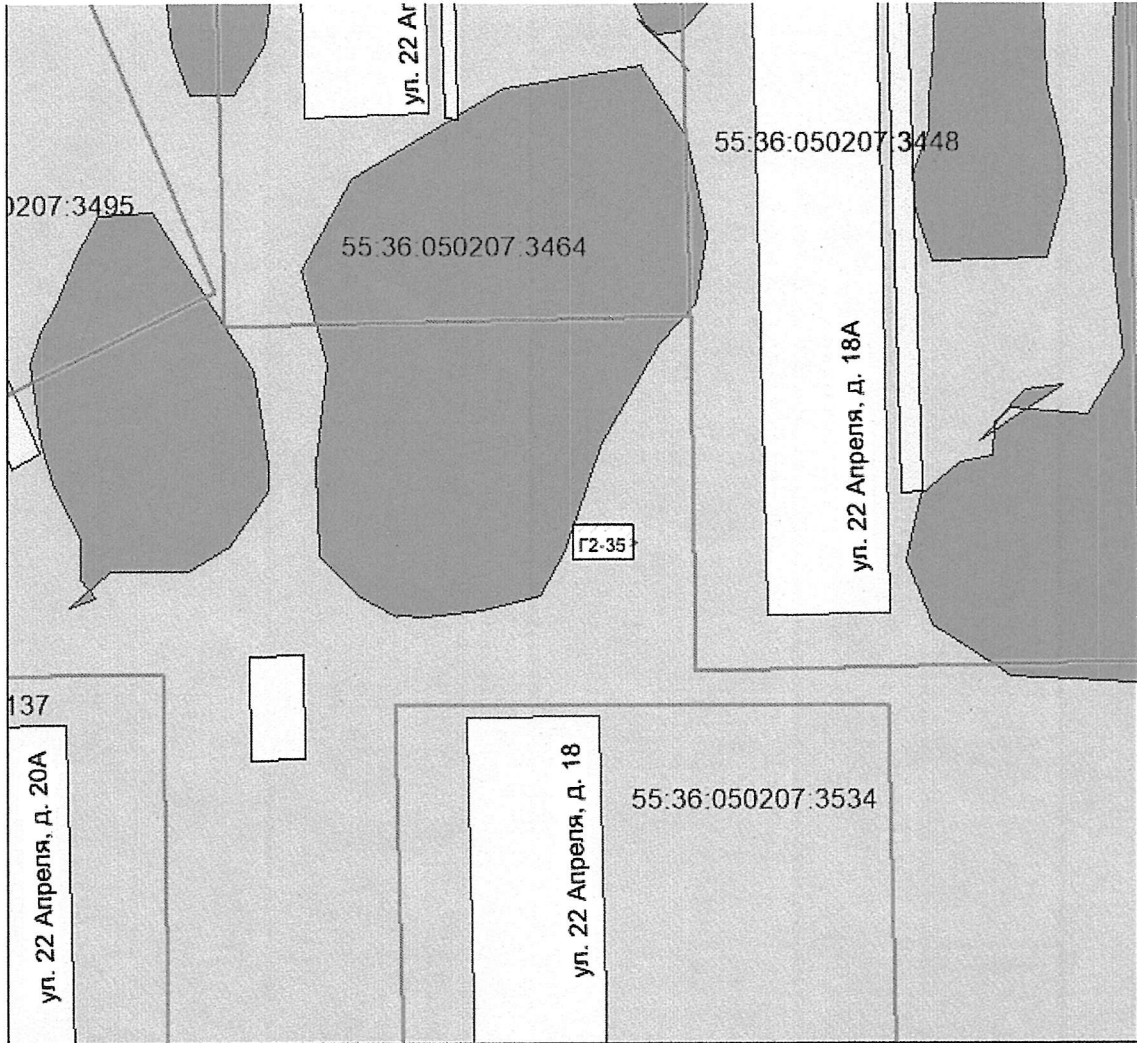 ул. 22 Ап
55:36:050207:3448
0207:3495
55:36:050207:3464
ул. 22 Апреля, д. 18А
Г2-35
137
ул. 22 Апреля, д. 20А
ул. 22 Апреля, д. 18
55:36:050207:3534